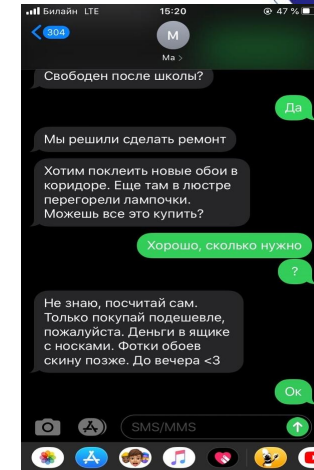 Билайн LTE 15:20 47 %
304
М
Ма >
Свободен после школы?
Да
Мы решили сделать ремонт
Хотим поклеить новые обои в
коридоре. Еще там в люстре
перегорели лампочки.
Можешь все это купить?
Хорошо, сколько нужно
?
Не знаю, посчитай сам.
Только покупай подешевле,
пожалуйста. Деньги в ящике
с носками. Фотки обоев
скину позже. До вечера <3
Ок
SMS/MMS